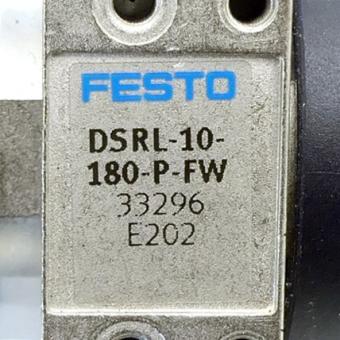 FESTO
DSRL-10-
180-P-FW
33296
E202